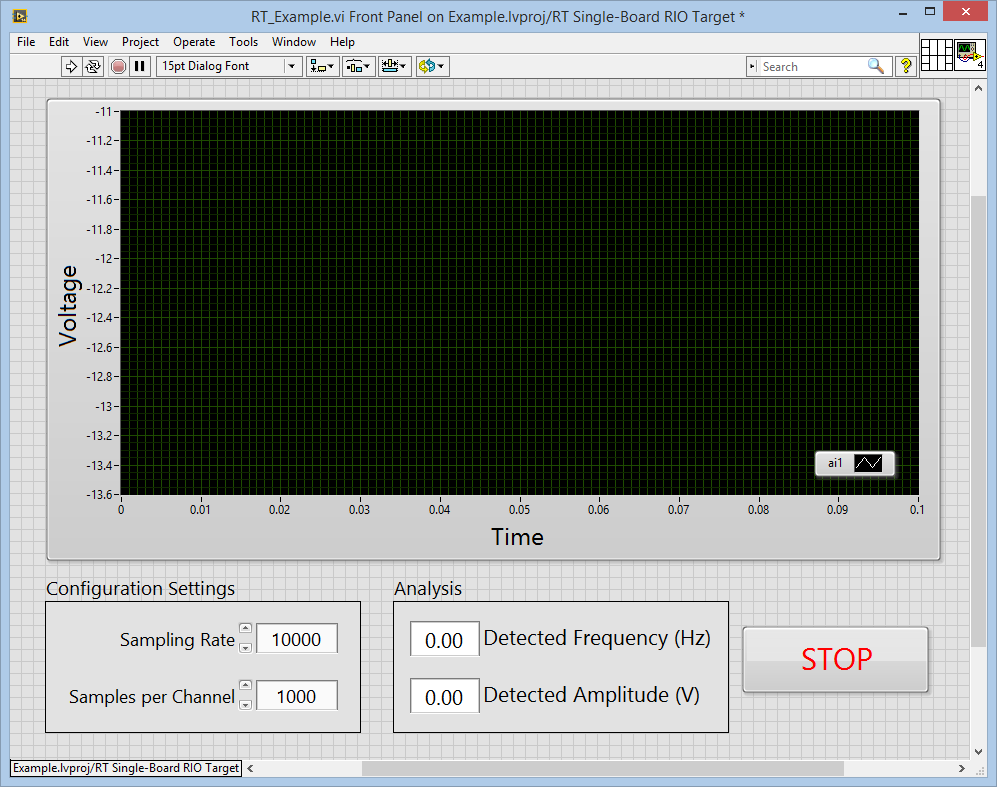 RT_Example.vi Front Panel on Example.lvproj/RT Single-Board RIO Target *
File Edit View Project Operate Tools Window Help
15pt Dialog Font
Search
?
4
Voltage
-11
-11.2
-11.4
-11.6
-11.8
-12
-12.2
-12.4
-12.6
-12.8
-13
-13.2
-13.4
-13.6
ai1
0 0.01 0.02 0.03 0.04 0.05 0.06 0.07 0.08 0.09 0.1
Time
Configuration Settings
Sampling Rate 10000
Samples per Channel 1000
Analysis
0.00 Detected Frequency (Hz)
0.00 Detected Amplitude (V)
STOP
Example.lvproj/RT Single-Board RIO Target